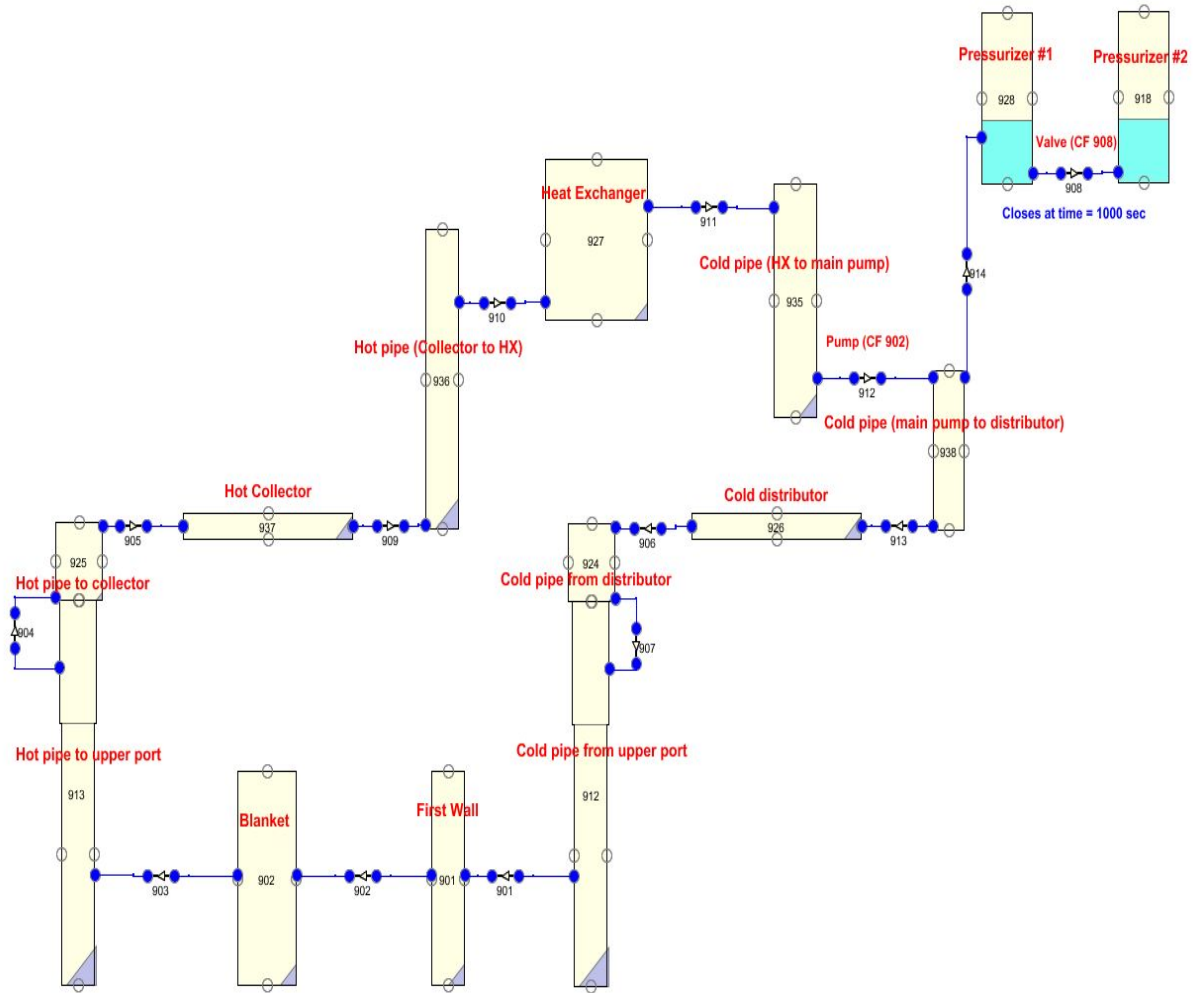 Pressurizer #1
Pressurizer #2
928
918
Valve (CF 908)
908
Closes at time = 1000 sec
Heat Exchanger
927
911
Cold pipe (HX to main pump)
914
935
910
Pump (CF 902)
Hot pipe (Collector to HX)
936
912
Cold pipe (main pump to distributor)
938
Hot Collector
Cold distributor
937
926
905
909
906
913
925
924
Hot pipe to collector
Cold pipe from distributor
904
907
Hot pipe to upper port
Cold pipe from upper port
913
912
Blanket
First Wall
902
901
903
902
901